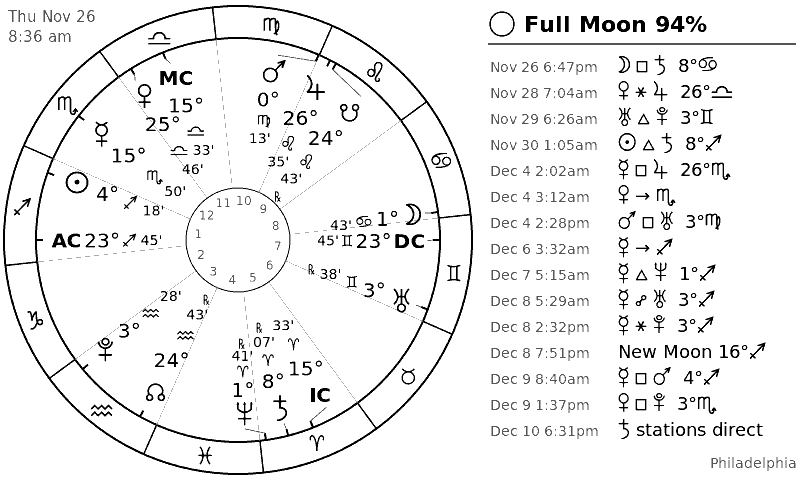 Thu Nov 26
8:36 am
Full Moon 94%
Nov 26 6:47pm ☽ □ ♄ 8°♋
Nov 28 7:04am ♀ ⚹ ♃ 26°♎
Nov 29 6:26am ♅ △ ♇ 3°♊
Nov 30 1:05am ☉ △ ♄ 8°♐
Dec 4 2:02am ☿ □ ♃ 26°♏
Dec 4 3:12am ♀ → ♏
Dec 4 2:28pm ♂ □ ♅ 3°♍
Dec 6 3:32am ☿ → ♐
Dec 7 5:15am ☿ △ ♆ 1°♐
Dec 8 5:29am ☿ ☍ ♅ 3°♐
Dec 8 2:32pm ☿ ⚹ ♇ 3°♐
Dec 8 7:51pm New Moon 16°♐
Dec 9 8:40am ☿ □ ♂ 4°♐
Dec 9 1:37pm ♀ □ ♇ 3°♏
Dec 10 6:31pm ♄ stations direct
Philadelphia
♍
♌
♋
♊
♉
♈
♓
♒
♑
♐
♏
♎
MC 15° ♎ 33'
♀ 25° ♎ 46'
☿ 15° ♏ 50'
☉ 4° ♐ 18'
AC 23° ♐ 45'
♇ 3° ♒ 28'
☊ 24° ♒ 43' ℞
♆ 1° ♈ 41' ℞
♄ 8° ♈ 07' ℞
IC 15° ♈ 33'
♅ 3° ♊ 38' ℞
DC 23° ♊ 45'
☽ 1° ♋ 43'
☋ 24° ♌ 43' ℞
♃ 26° ♌ 35'
♂ 0° ♍ 13'
1
2
3
4
5
6
7
8
9
10
11
12